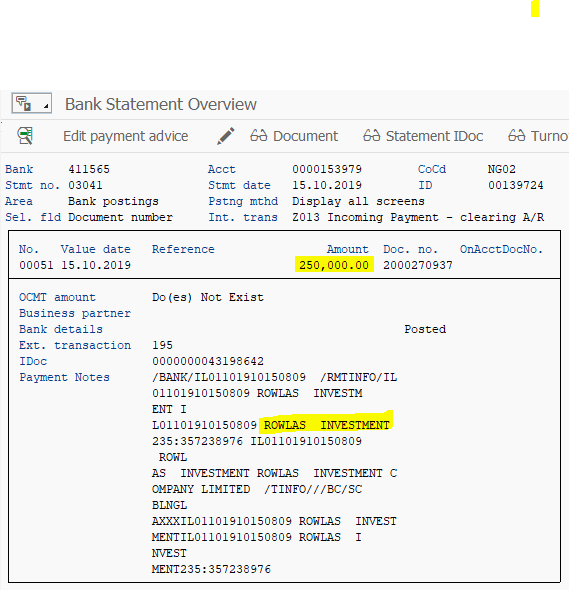 Bank Statement Overview
Edit payment advice Document Statement IDoc Turno
Bank 411565 Acct 0000153979 CoCd NG02
Stmt no. 03041 Stmt date 15.10.2019 ID 00139724
Area Bank postings Pstng mthd Display all screens
Sel. fld Document number Int. trans Z013 Incoming Payment - clearing A/R
No. Value date Reference Amount Doc. no. OnAcctDocNo.
00051 15.10.2019 250,000.00 2000270937
OCMT amount Do(es) Not Exist
Business partner
Bank details Posted
Ext. transaction 195
IDoc 0000000043198642
Payment Notes /BANK/IL01101910150809 /RMTINFO/IL
01101910150809 ROWLAS INVESTM
ENT I
L01101910150809 ROWLAS INVESTMENT
235:357238976 IL01101910150809
ROWL
AS INVESTMENT ROWLAS INVESTMENT C
OMPANY LIMITED /TINFO///BC/SC
BLNGL
AXXXIL01101910150809 ROWLAS INVEST
MENTIL01101910150809 ROWLAS I
NVEST
MENT235:357238976